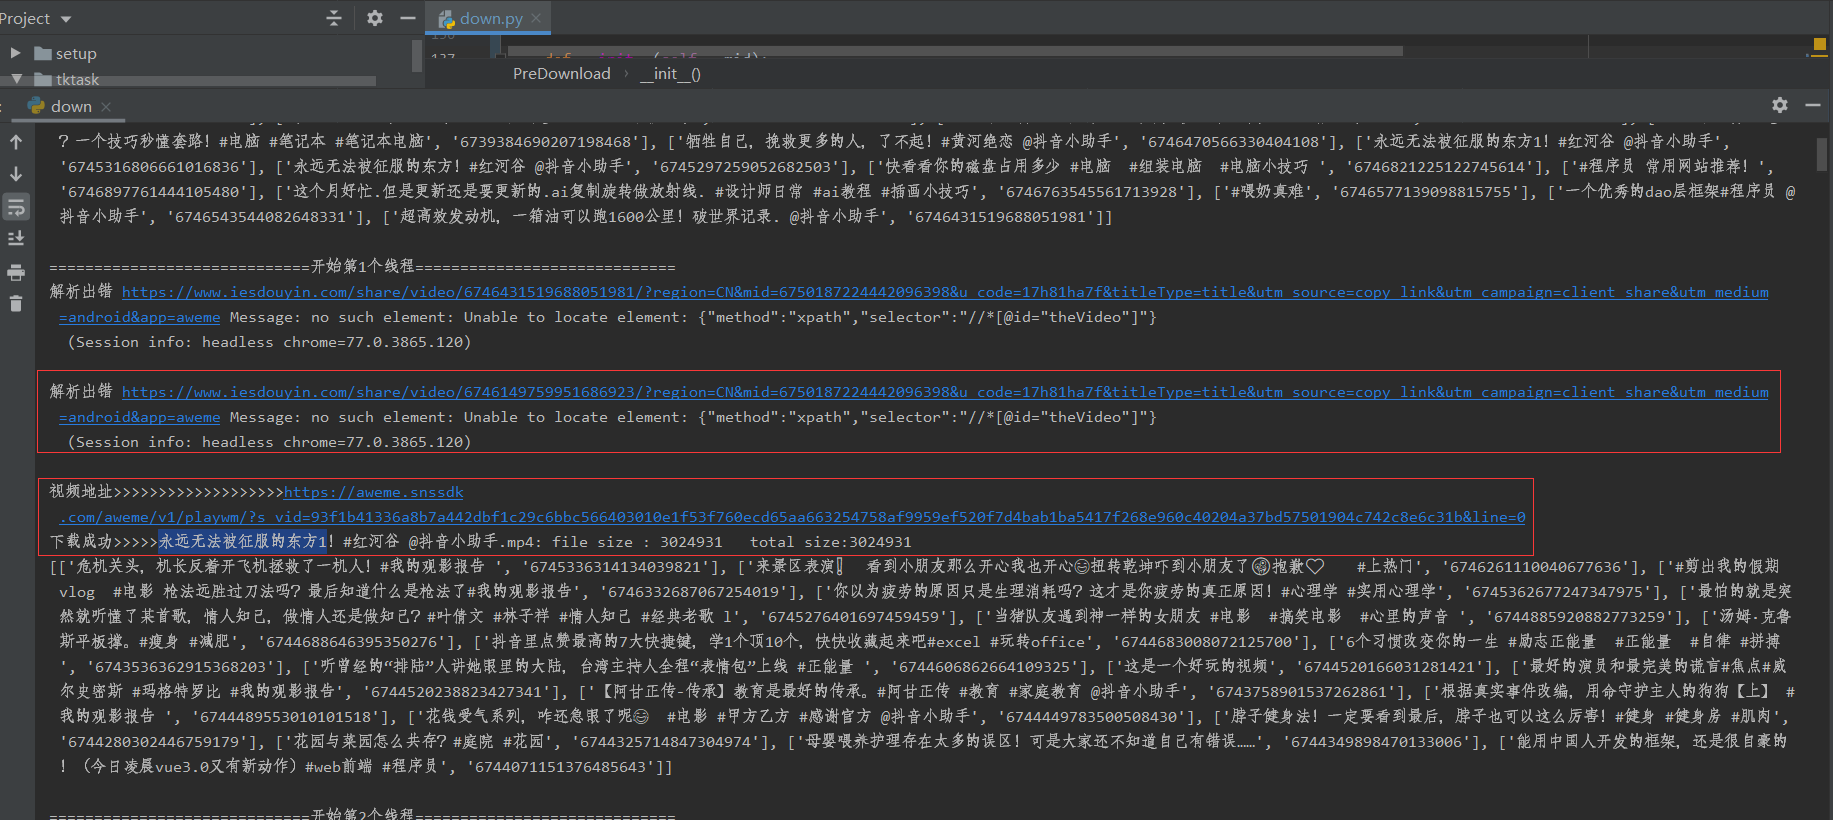 Project
down.py
setup
137
tktask
PreDownload › __init__()
down
? 一个技巧秒懂套路! #电脑 #笔记本 #笔记本电脑', '6739384690207198468'], ['牺牲自己, 挽救更多的人, 了不起! #黄河绝恋 @抖音小助手', '6746470566330404108'], ['永远无法被征服的东方1! #红河谷 @抖音小助手',
'6745316806661016836'], ['永远无法被征服的东方! #红河谷 @抖音小助手', '6745297259052682503'], ['快看看你的磁盘占用多少 #电脑  #组装电脑  #电脑小技巧 ', '6746821225122745614'], ['#程序员 常用网站推荐! ',
'6746897761444105480'], ['这个月好忙.但是更新还是要更新的.ai复制旋转做放射线. #设计师日常 #ai教程 #插画小技巧', '6746763545561713928'], ['#喂奶真难', '6746577139098815755'], ['一个优秀的dao层框架#程序员 @
抖音小助手', '6746543544082648331'], ['超高效发动机, 一箱油可以跑1600公里! 破世界记录. @抖音小助手', '6746431519688051981']]
=============================开始第1个线程=============================
解析出错 https://www.iesdouyin.com/share/video/6746431519688051981/?region=CN&mid=6750187224442096398&u_code=17h81ha7f&titleType=title&utm_source=copy_link&utm_campaign=client_share&utm_medium
=android&app=aweme Message: no such element: Unable to locate element: {"method":"xpath","selector":"//*[@id="theVideo"]"}
(Session info: headless chrome=77.0.3865.120)
解析出错 https://www.iesdouyin.com/share/video/6746149759951686923/?region=CN&mid=6750187224442096398&u_code=17h81ha7f&titleType=title&utm_source=copy_link&utm_campaign=client_share&utm_medium
=android&app=aweme Message: no such element: Unable to locate element: {"method":"xpath","selector":"//*[@id="theVideo"]"}
(Session info: headless chrome=77.0.3865.120)
视频地址>>>>>>>>>>>>>>>>>>>https://aweme.snssdk
.com/aweme/v1/playwm/?s_vid=93f1b41336a8b7a442dbf1c29c6bbc566403010e1f53f760ecd65aa663254758af9959ef520f7d4bab1ba5417f268e960c40204a37bd57501904c742c8e6c31b&line=0
下载成功>>>>>永远无法被征服的东方1! #红河谷 @抖音小助手.mp4: file size : 3024931   total size:3024931
[['危机关头, 机长反着开飞机拯救了一机人! #我的观影报告 ', '6745336314134039821'], ['来景区表演 看到小朋友那么开心我也开心😄扭转乾坤吓到小朋友了 抱歉♡   #上热门', '6746261110040677636'], ['#剪出我的假期
vlog  #电影 枪法远胜过刀法吗? 最后知道什么是枪法了#我的观影报告', '6746332687067254019'], ['你以为疲劳的原因只是生理消耗吗? 这才是你疲劳的真正原因! #心理学 #实用心理学', '6745362677247347975'], ['最怕的就是突
然就听懂了某首歌, 情人知己, 做情人还是做知己? #叶倩文 #林子祥 #情人知己 #经典老歌 l', '6745276401697459459'], ['当猪队友遇到神一样的女朋友 #电影  #搞笑电影  #心里的声音 ', '6744885920882773259'], ['汤姆·克鲁
斯平板撑。#瘦身 #减肥', '6744688646395350276'], ['抖音里点赞最高的7大快捷键, 学1个顶10个, 快快收藏起来吧#excel #玩转office', '6744683008072125700'], ['6个习惯改变你的一生 #励志正能量  #正能量  #自律 #拼搏
', '6743536362915368203'], ['听曾经的“排陆”人讲她眼里的大陆, 台湾主持人全程“表情包”上线 #正能量 ', '6744606862664109325'], ['这是一个好玩的视频', '6744520166031281421'], ['最好的演员和最完美的谎言#焦点#威
尔史密斯 #玛格特罗比 #我的观影报告', '6744520238823427341'], ['【阿甘正传-传承】教育是最好的传承。#阿甘正传 #教育 #家庭教育 @抖音小助手', '6743758901537262861'], ['根据真实事件改编, 用命守护主人的狗狗【上】 #
我的观影报告 ', '6744489553010101518'], ['花钱受气系列, 咋还急眼了呢😄  #电影 #甲方乙方 #感谢官方 @抖音小助手', '6744449783500508430'], ['脖子健身法! 一定要看到最后, 脖子也可以这么厉害! #健身 #健身房 #肌肉',
'6744280302446759179'], ['花园与菜园怎么共存? #庭院 #花园', '6744325714847304974'], ['母婴喂养护理存在太多的误区! 可是大家还不知道自己有错误……', '6744349898470133006'], ['能用中国人开发的框架, 还是很自豪的
! (今日凌晨vue3.0又有新动作) #web前端 #程序员', '6744071151376485643']]
=============================开始第2个线程=============================